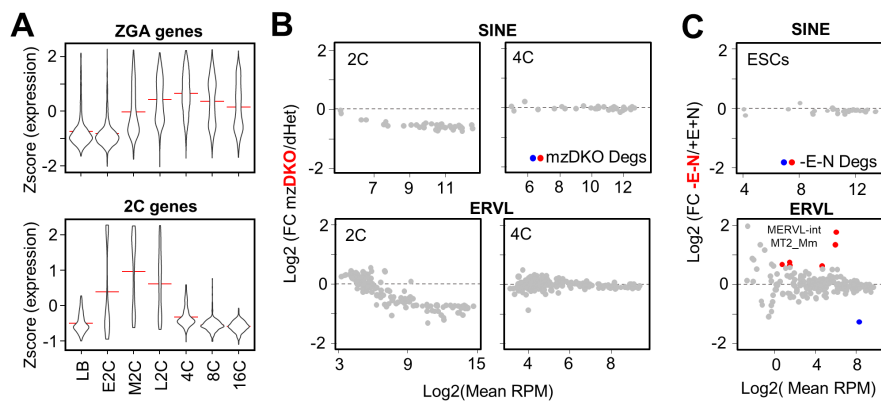 A
ZGA genes
Zscore (expression)
2
1
0
-2
2C genes
Zscore (expression)
2
1
0
-1
LB
E2C
M2C
L2C
4C
8C
16C
B
SINE
Log2 (FC mzDKO/dHet)
2C
2
0
-2
7
9
11
4C
mzDKO Degs
6
8
10
12
ERVL
2C
2
0
-2
3
9
15
4C
4
6
8
Log2(Mean RPM)
C
SINE
Log2 (FC -E-N/+E+N)
ESCs
2
0
-2
-E-N Degs
4
8
12
ERVL
MERVL-int
MT2_Mm
2
0
-2
0
4
8
Log2( Mean RPM)